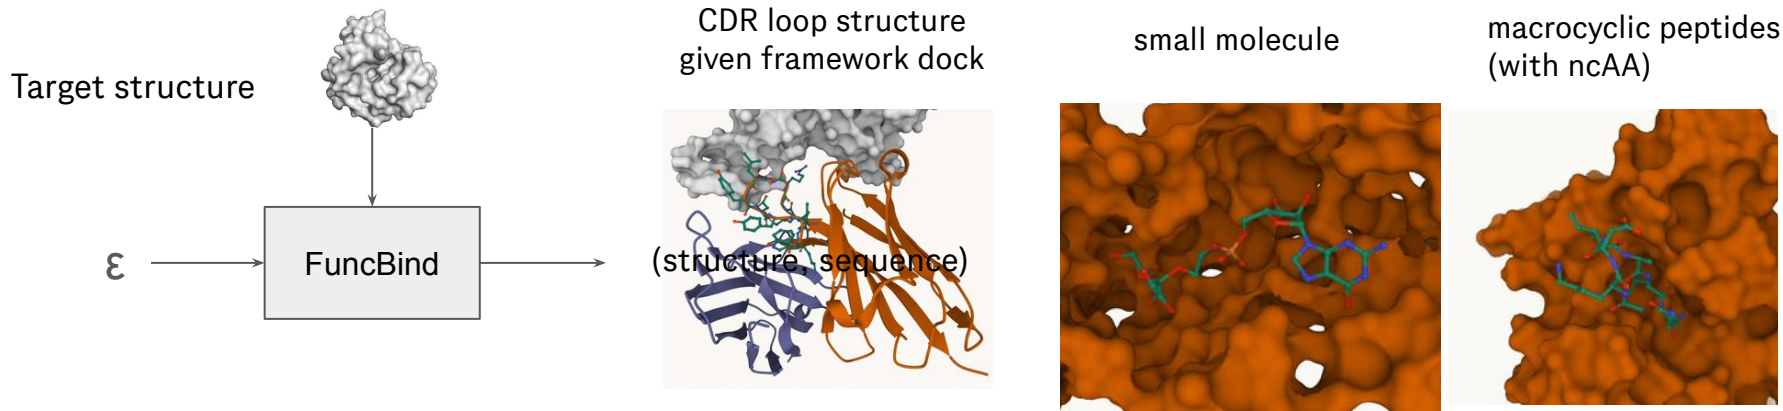 Target structure
ε
FuncBind
(structure, sequence)
CDR loop structure
given framework dock
small molecule
macrocyclic peptides
(with ncAA)